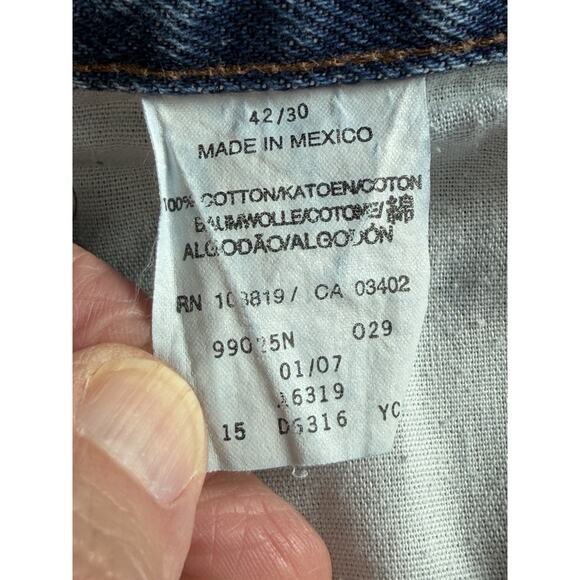 42/30
MADE IN MEXICO
100% COTTON/KATOEN/COTON
BAUMWOLLE/COTONE/綿
ALGODÃO/ALGODÓN
RN 103819/ CA 03402
029
01/07
15 YC